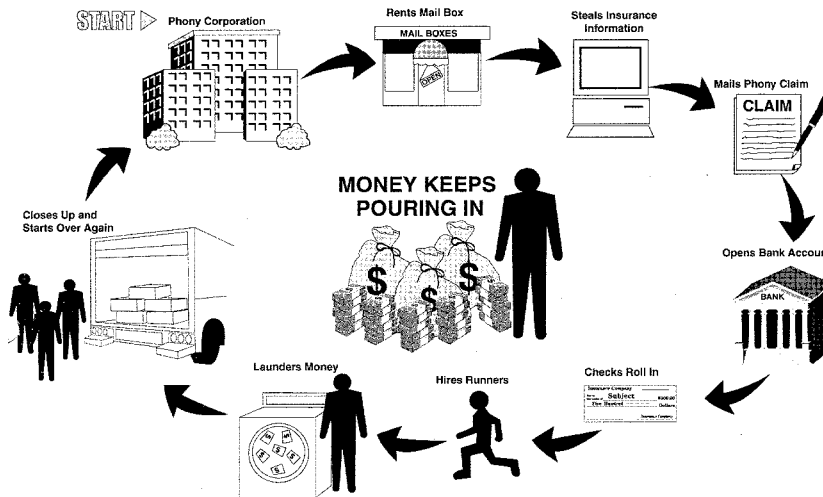 START
Phony Corporation
Rents Mail Box
MAIL BOXES
OPEN
Steals Insurance
Information
Mails Phony Claim
CLAIM
Opens Bank Accoun
BANK
Checks Roll In
Insurance Company
Subject
Five Hundred
Dollars
Insurance Company
Hires Runners
Launders Money
$
$
$
$
$
Closes Up and
Starts Over Again
MONEY KEEPS
POURING IN
$
$
$